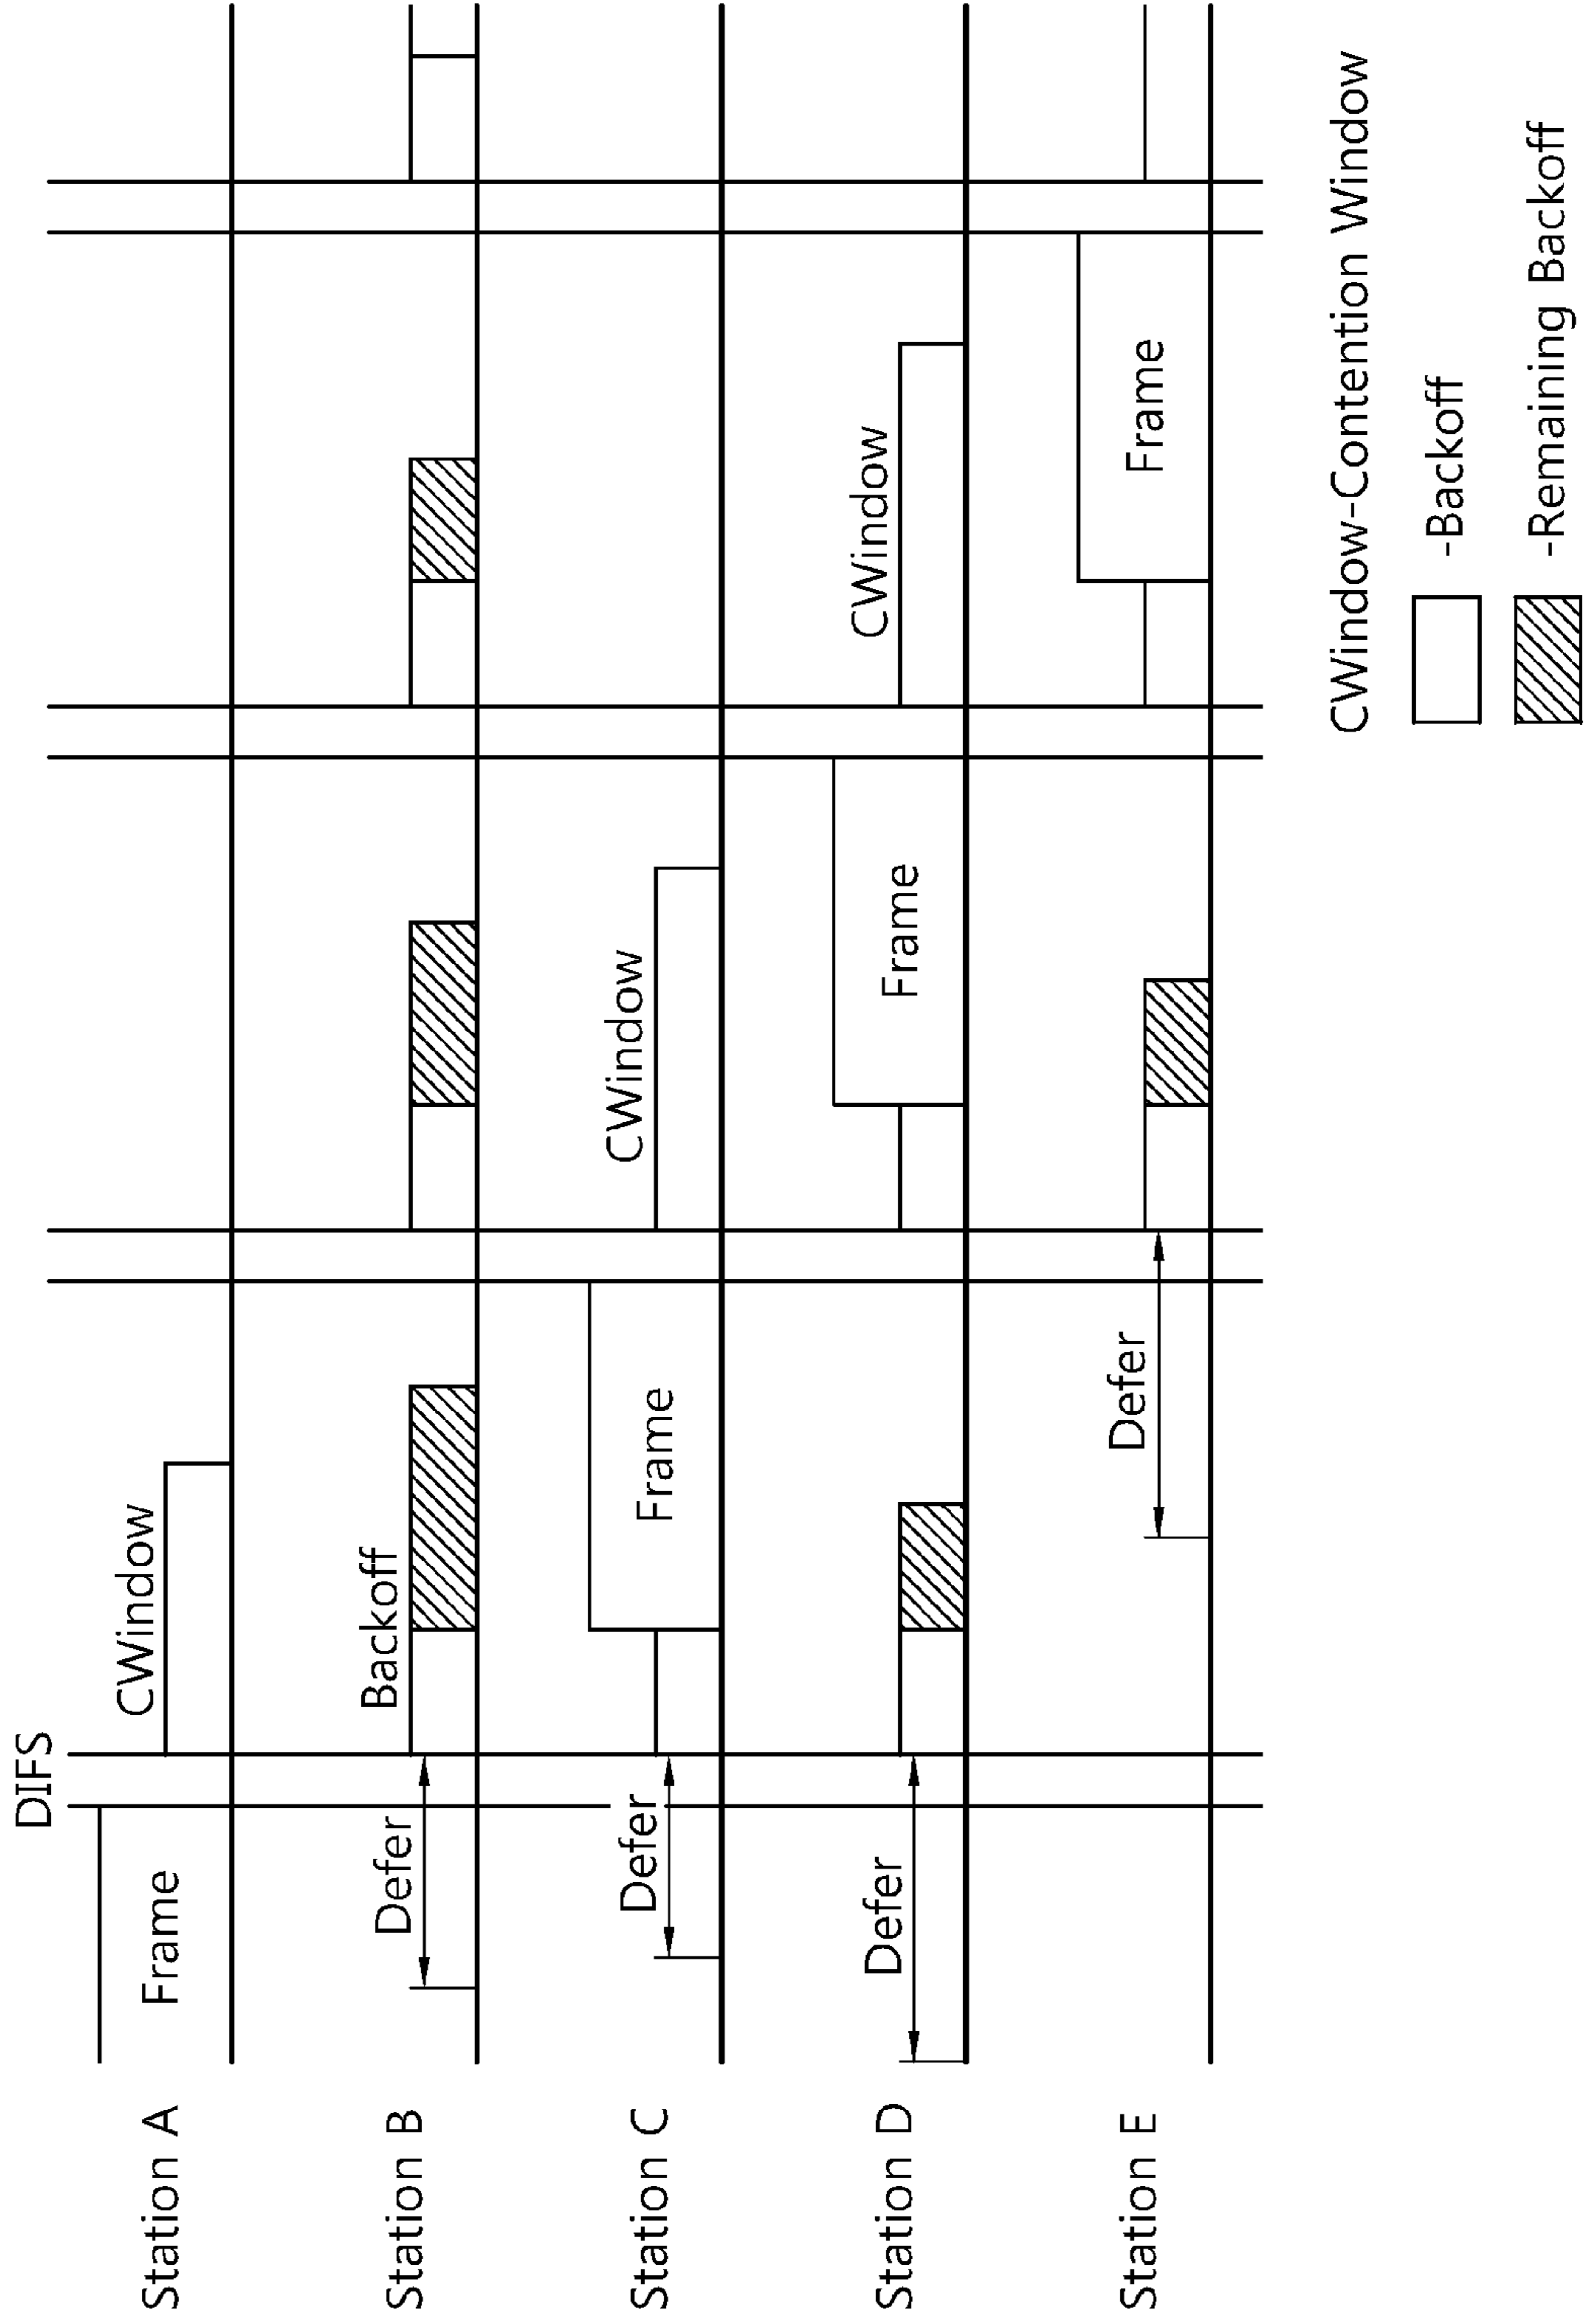 DIFS
Station A
Frame
CWindow
Station B
Defer
Backoff
Station C
Defer
Frame
CWindow
Station D
Defer
Frame
CWindow
Station E
Defer
Frame
CWindow-Contention Window
-Backoff
-Remaining Backoff